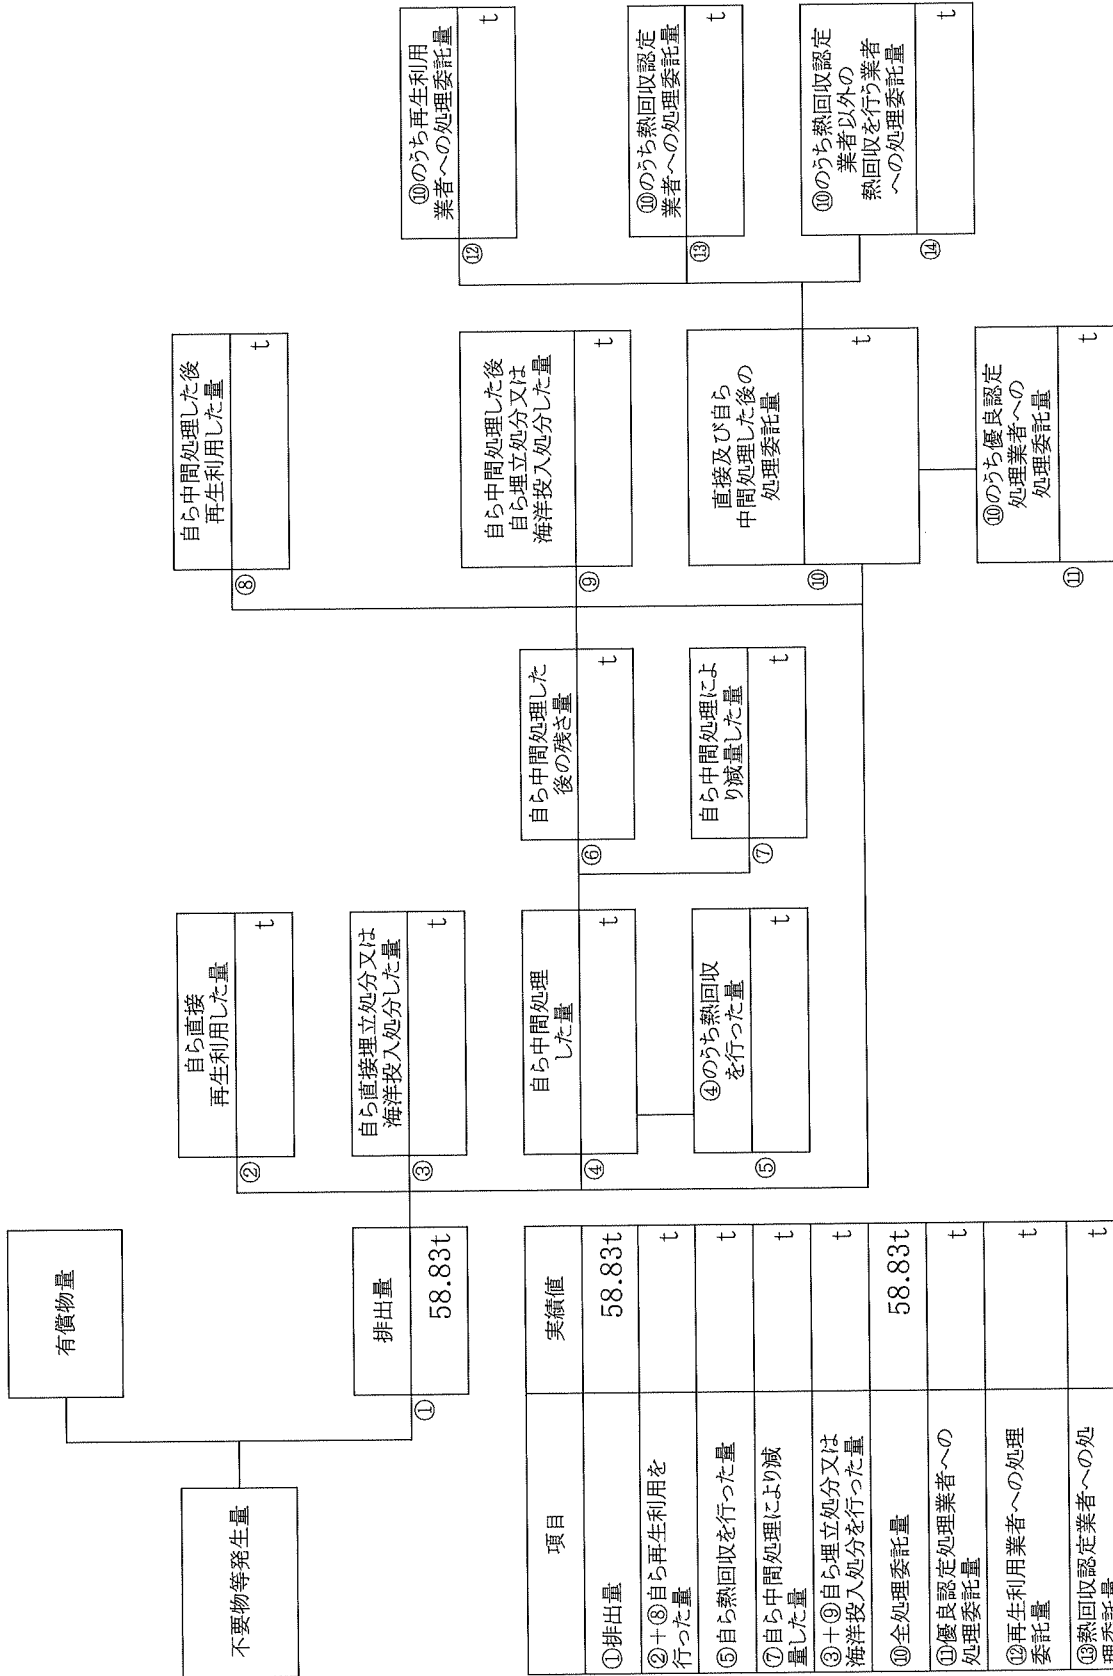 不要物等発生量
有償物量
排出量
①
58.83t
②
自ら直接
再生利用した量
t
③
自ら直接埋立処分又は
海洋投入処分した量
t
④
自ら中間処理
した量
t
⑤
④のうち熱回収
を行った量
t
⑥
自ら中間処理した
後の残さ量
t
⑦
自ら中間処理によ
り減量した量
t
⑧
自ら中間処理した後
再生利用した量
t
⑨
自ら中間処理した後
自ら埋立処分又は
海洋投入処分した量
t
⑩
直接及び自ら
中間処理した後の
処理委託量
t
⑪
⑩のうち優良認定
処理業者への
処理委託量
t
⑫
⑩のうち再生利用
業者への処理委託量
t
⑬
⑩のうち熱回収認定
業者への処理委託量
t
⑭
⑩のうち熱回収認定
業者以外の
熱回収を行う業者
への処理委託量
t
項目 実績値
①排出量 58.83t
②+⑧自ら再生利用を
行った量 t
⑤自ら熱回収を行った量 t
⑦自ら中間処理により減
量した量 t
③+⑨自ら埋立処分又は
海洋投入処分を行った量 t
⑩全処理委託量 58.83t
⑪優良認定処理業者への
処理委託量 t
⑫再生利用業者への処理
委託量 t
⑬熱回収認定業者への処
理委託量 t